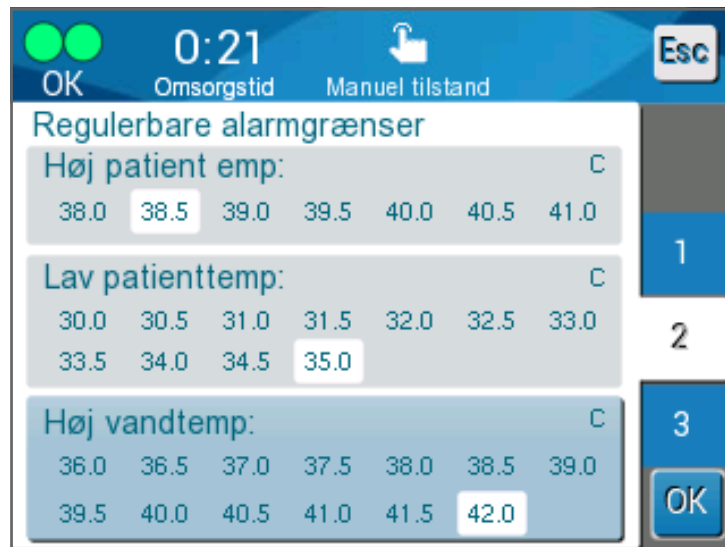 OK
0:21
Omsorgstid
Manuel tilstand
Esc
Regulerbare alarmgrænser
Høj patient emp: C
38.0 38.5 39.0 39.5 40.0 40.5 41.0
Lav patienttemp: C
30.0 30.5 31.0 31.5 32.0 32.5 33.0
33.5 34.0 34.5 35.0
Høj vandtemp: C
36.0 36.5 37.0 37.5 38.0 38.5 39.0
39.5 40.0 40.5 41.0 41.5 42.0
1
2
3
OK